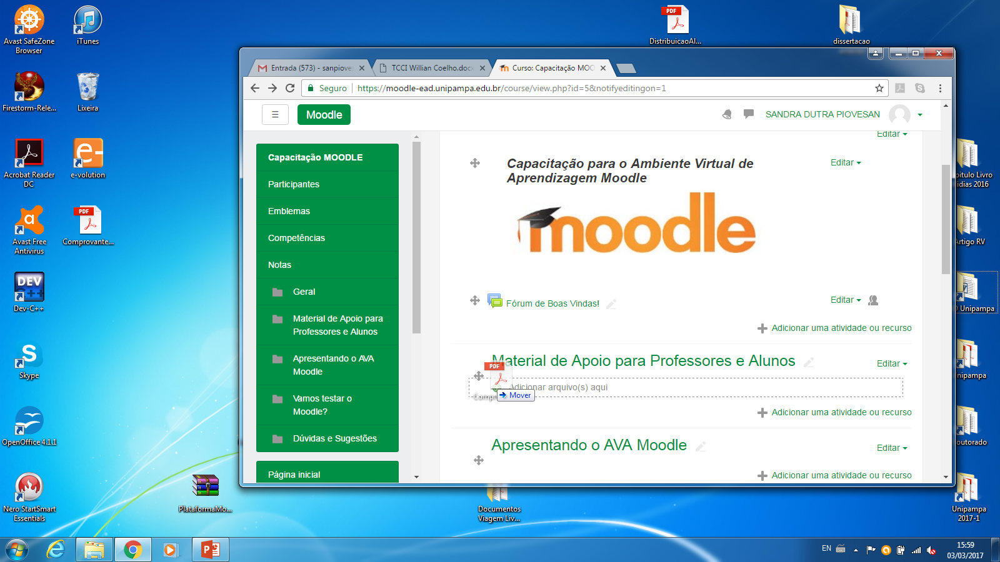 Avast SafeZone
Browser
iTunes
Firestorm-Rele...
Lixeira
Acrobat Reader
DC
e-volution
Avast Free
Antivirus
PDF
Comprovante...
DEV
C++
Dev-C++
Skype
OpenOffice 4.1.1
Nero StartSmart
Essentials
PlataformaMo...
PDF
DistribuicaoAl...
dissertacao
Entrada (573) - sanpioves
TCCI Willian Coelho.docx
Curso: Capacitação MOO
Seguro
https://moodle-ead.unipampa.edu.br/course/view.php?id=5&notifyeditingon=1
Moodle
SANDRA DUTRA PIOVESAN
Capacitação MOODLE
Participantes
Emblemas
Competências
Notas
Geral
Material de Apoio para
Professores e Alunos
Apresentando o AVA
Moodle
Vamos testar o
Moodle?
Dúvidas e Sugestões
Página inicial
Editar
Capacitação para o Ambiente Virtual de
Aprendizagem Moodle
Editar
moodle
Fórum de Boas Vindas!
Editar
Adicionar uma atividade ou recurso
Material de Apoio para Professores e Alunos
Editar
PDF
Adicionar arquivo(s) aqui
Mover
Adicionar uma atividade ou recurso
Apresentando o AVA Moodle
Editar
Adicionar uma atividade ou recurso
pitulo Livro
idias 2016
Artigo RV
Unipampa
nipampa
outorado
Unipampa
2017-1
Documentos
Viagem Liv...
EN
15:59
03/03/2017